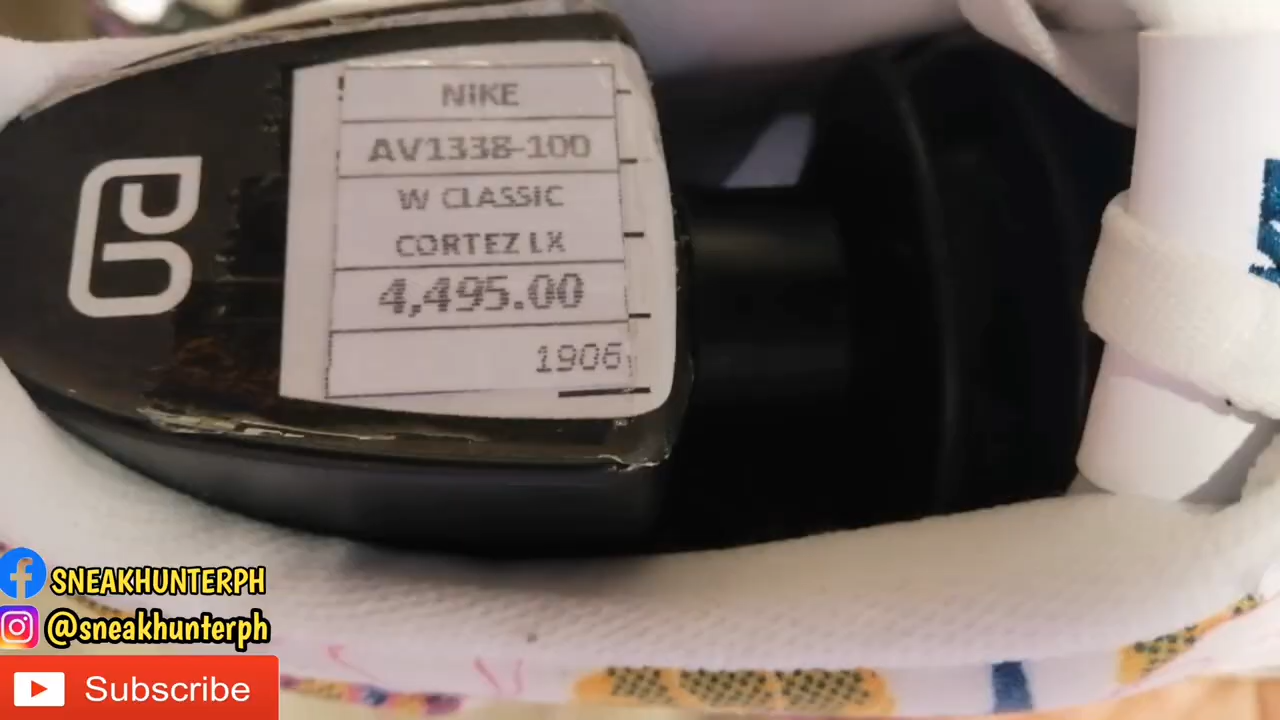 NIKE
AV1338-100
W CLASSIC
CORTEZ LX
4,495.00
1906
SNEAKHUNTERPH
@sneakhunterph
Subscribe